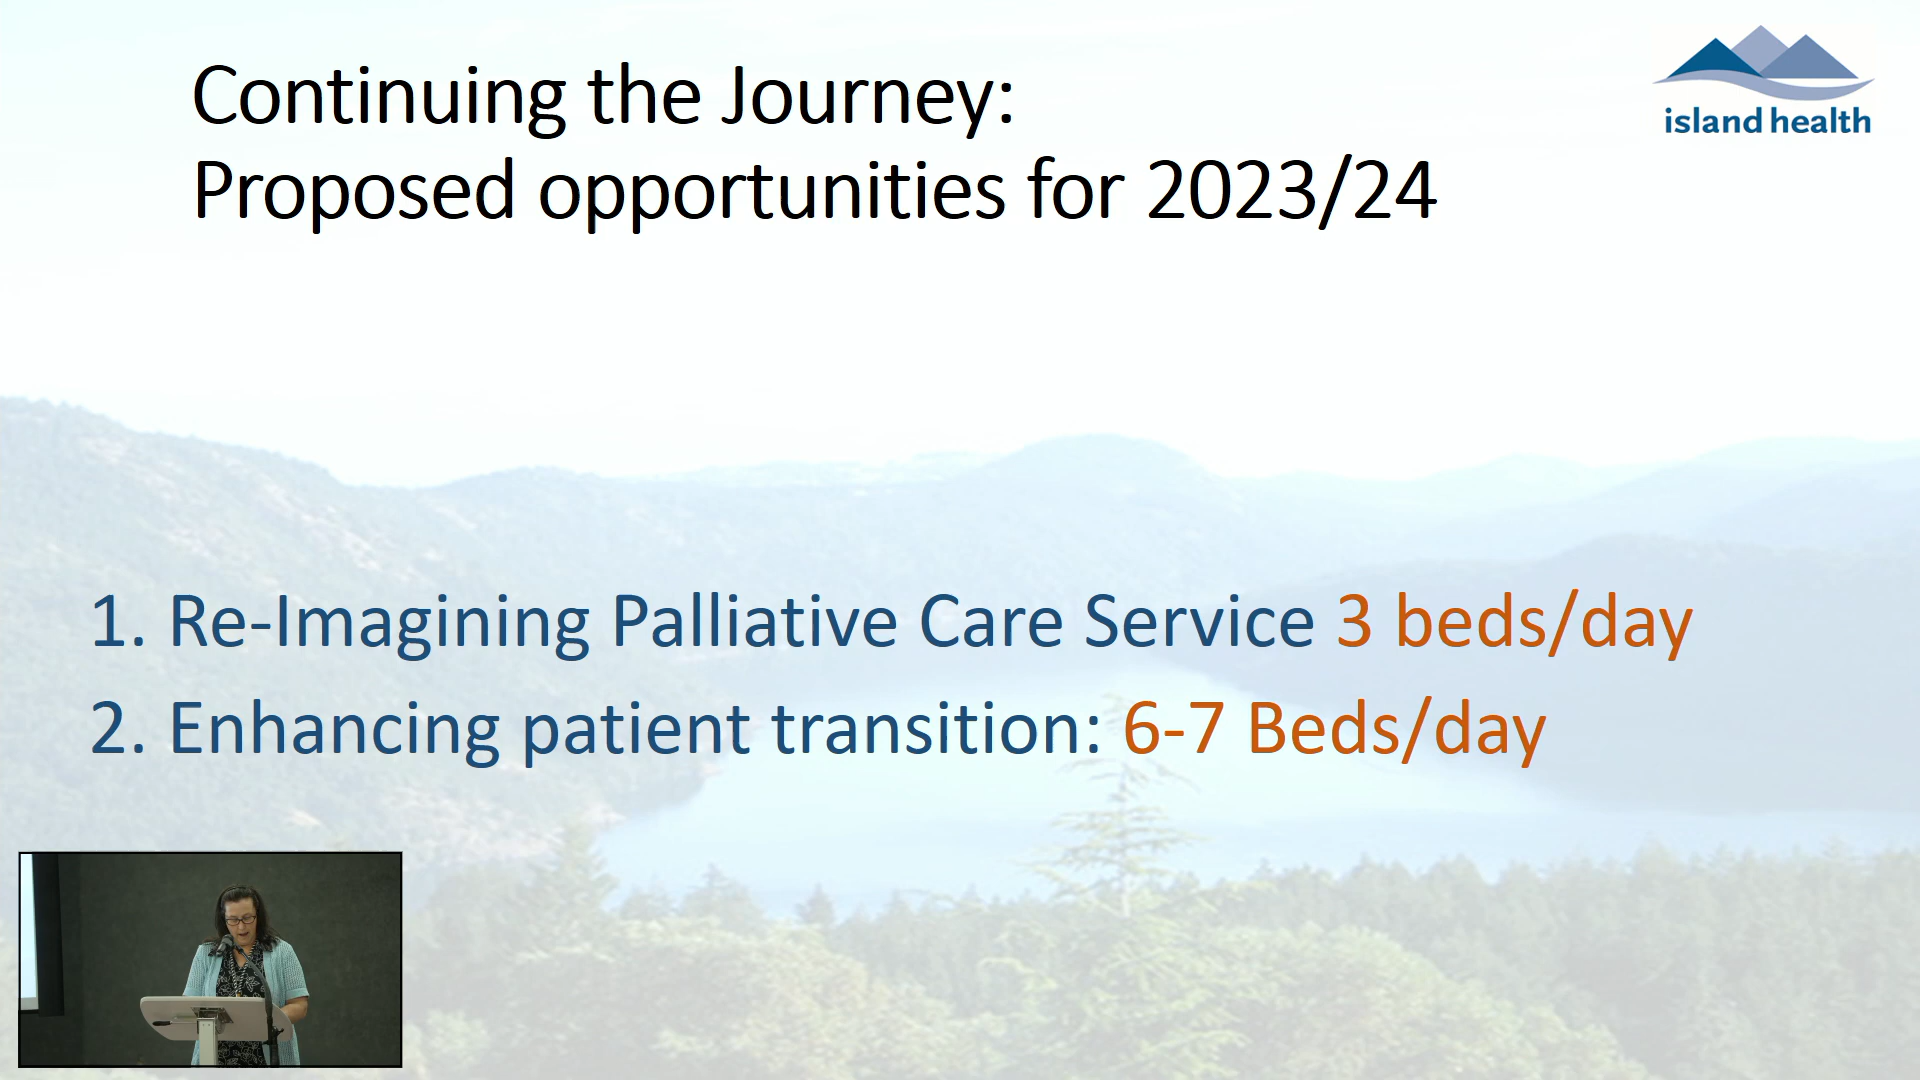 Continuing the Journey:
Proposed opportunities for 2023/24
island health
1. Re-Imagining Palliative Care Service 3 beds/day
2. Enhancing patient transition: 6-7 Beds/day